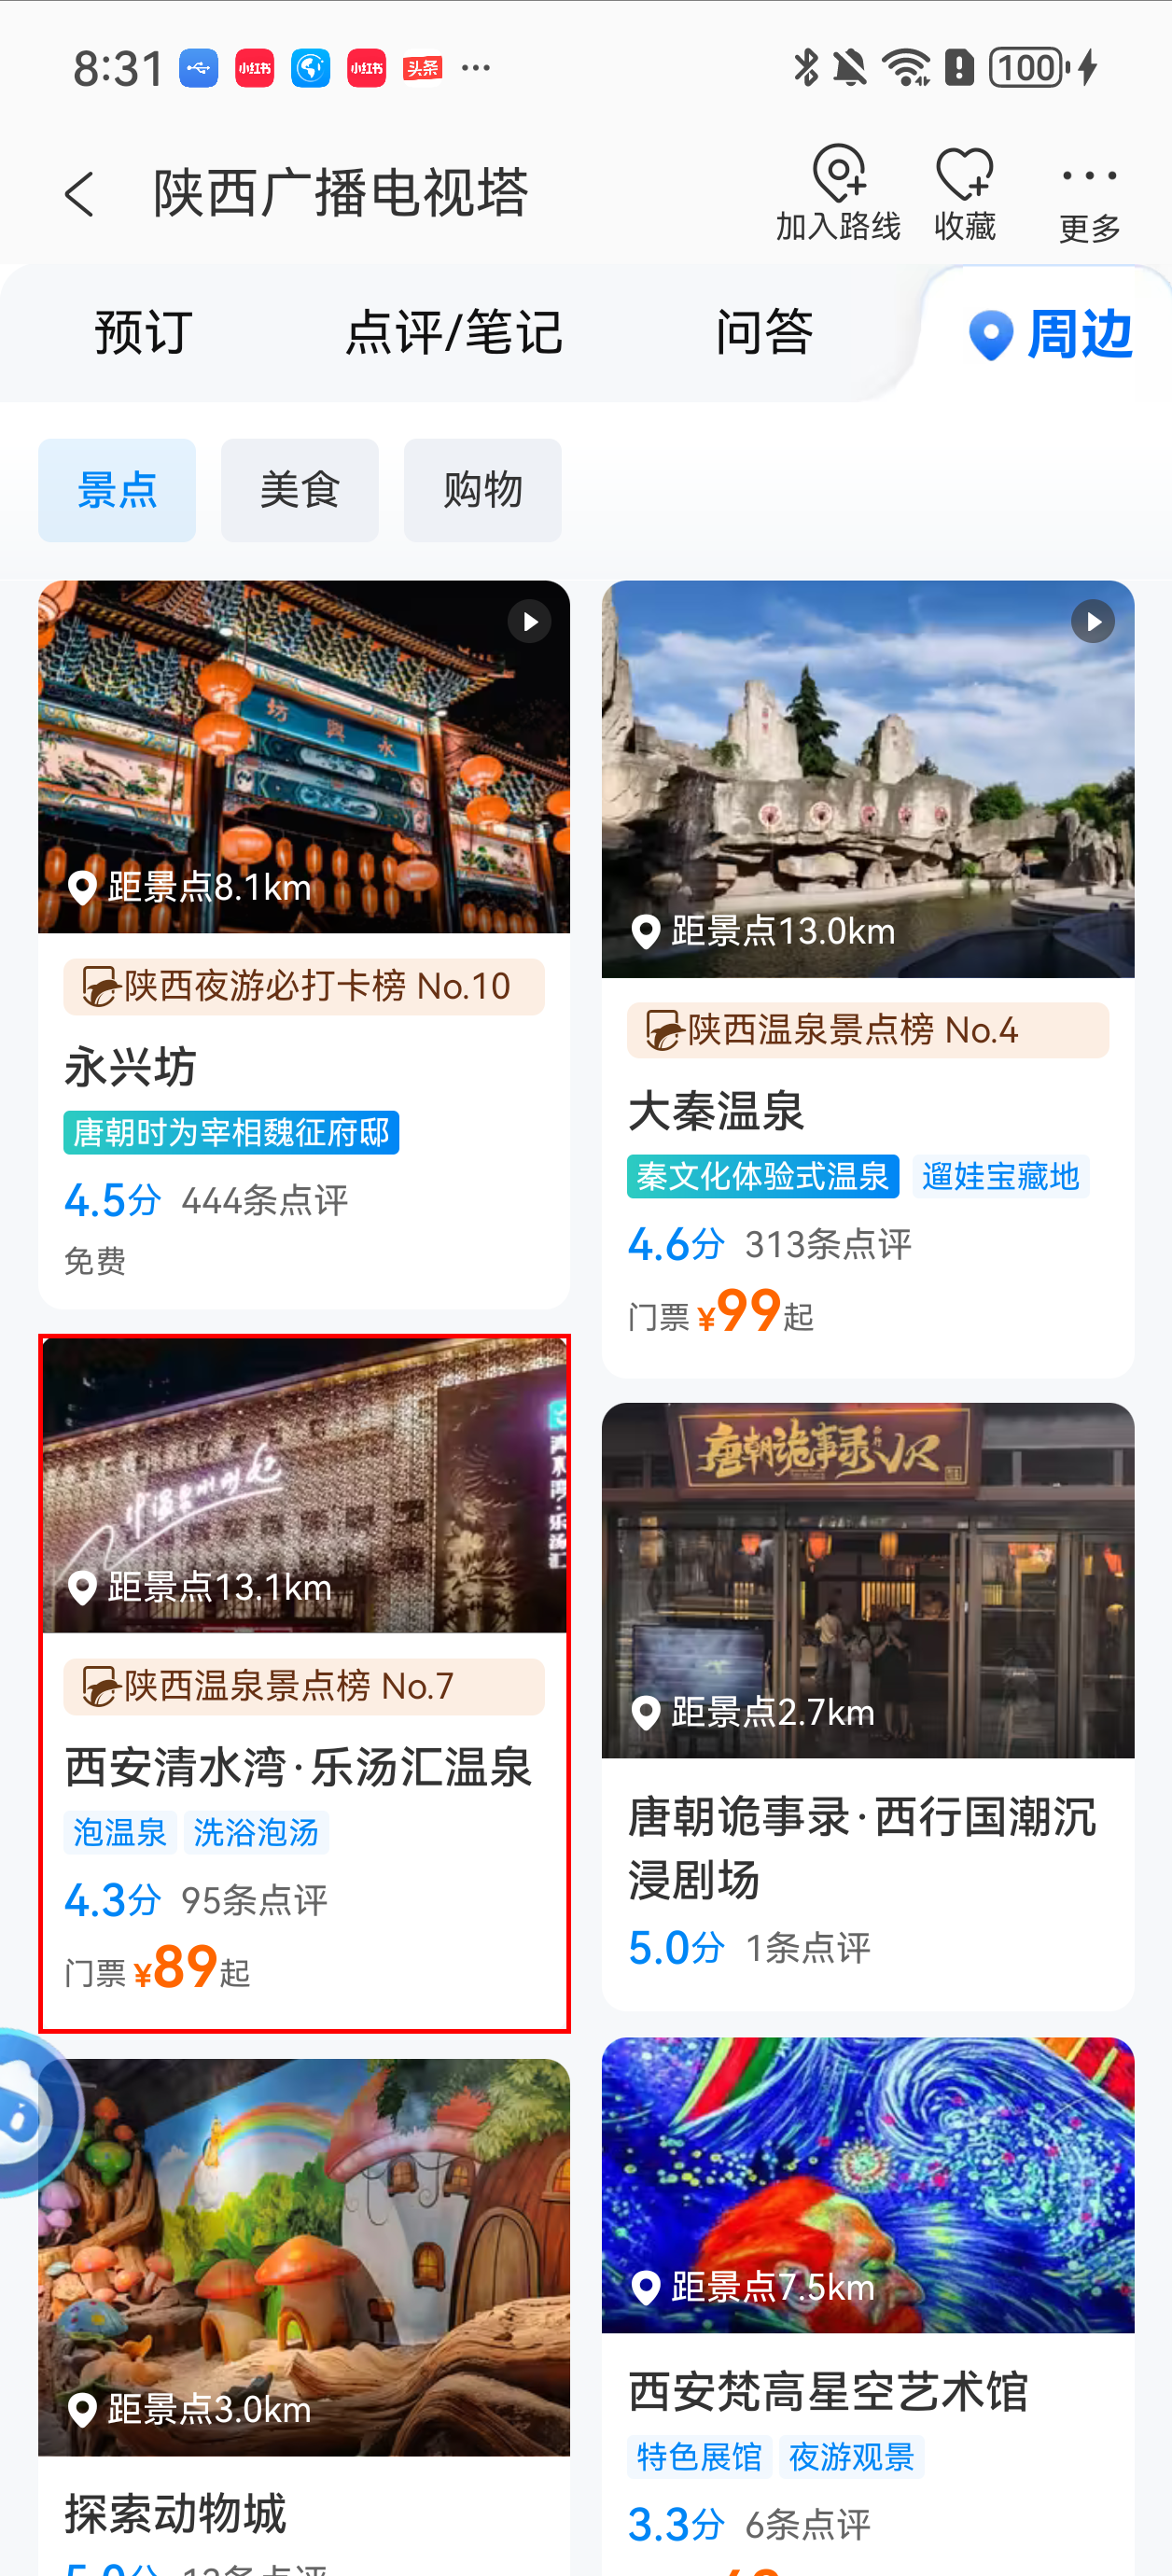 8:31
小红书
小红书
头条
100
陕西广播电视塔
加入路线
收藏
更多
预订
点评/笔记
问答
周边
景点
美食
购物
永兴坊
距景点8.1km
陕西夜游必打卡榜 No.10
永兴坊
唐朝时为宰相魏征府邸
4.5分 444条点评
免费
距景点13.0km
陕西温泉景点榜 No.4
大秦温泉
秦文化体验式温泉 遛娃宝藏地
4.6分 313条点评
门票 ¥99起
距景点13.1km
陕西温泉景点榜 No.7
西安清水湾·乐汤汇温泉
泡温泉 洗浴泡汤
4.3分 95条点评
门票 ¥89起
唐朝诡事录·西行VR
距景点2.7km
唐朝诡事录·西行国潮沉
浸剧场
5.0分 1条点评
距景点3.0km
探索动物城
距景点7.5km
西安梵高星空艺术馆
特色展馆 夜游观景
3.3分 6条点评